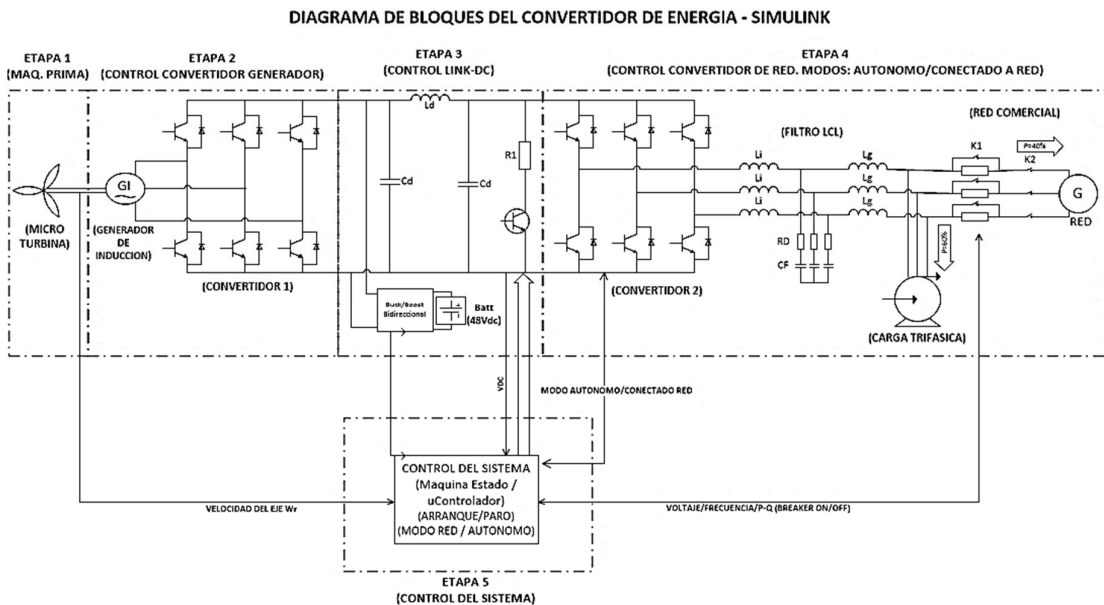 DIAGRAMA DE BLOQUES DEL CONVERTIDOR DE ENERGIA - SIMULINK
ETAPA 1
(MAQ. PRIMA)
ETAPA 2
(CONTROL CONVERTIDOR GENERADOR)
ETAPA 3
(CONTROL LINK-DC)
ETAPA 4
(CONTROL CONVERTIDOR DE RED. MODOS: AUTONOMO/CONECTADO A RED)
Ld
R1
Cd
Cd
(FILTRO LCL)
(RED COMERCIAL)
K1
P=40%
K2
Li
Lg
Li
Lg
Li
Lg
GI
G
RED
(MICRO
TURBINA)
(GENERADOR
DE
INDUCCION)
RD
CF
P=60%
(CONVERTIDOR 1)
(CONVERTIDOR 2)
Busk/Boost
Bidireccional
Batt
(48Vdc)
(CARGA TRIFASICA)
VDC
MODO AUTONOMO/CONECTADO RED
CONTROL DEL SISTEMA
(Maquina Estado /
uControlador)
(ARRANQUE/PARO)
(MODO RED / AUTONOMO)
VELOCIDAD DEL EJE Wr
VOLTAJE/FRECUENCIA/P-Q (BREAKER ON/OFF)
ETAPA 5
(CONTROL DEL SISTEMA)